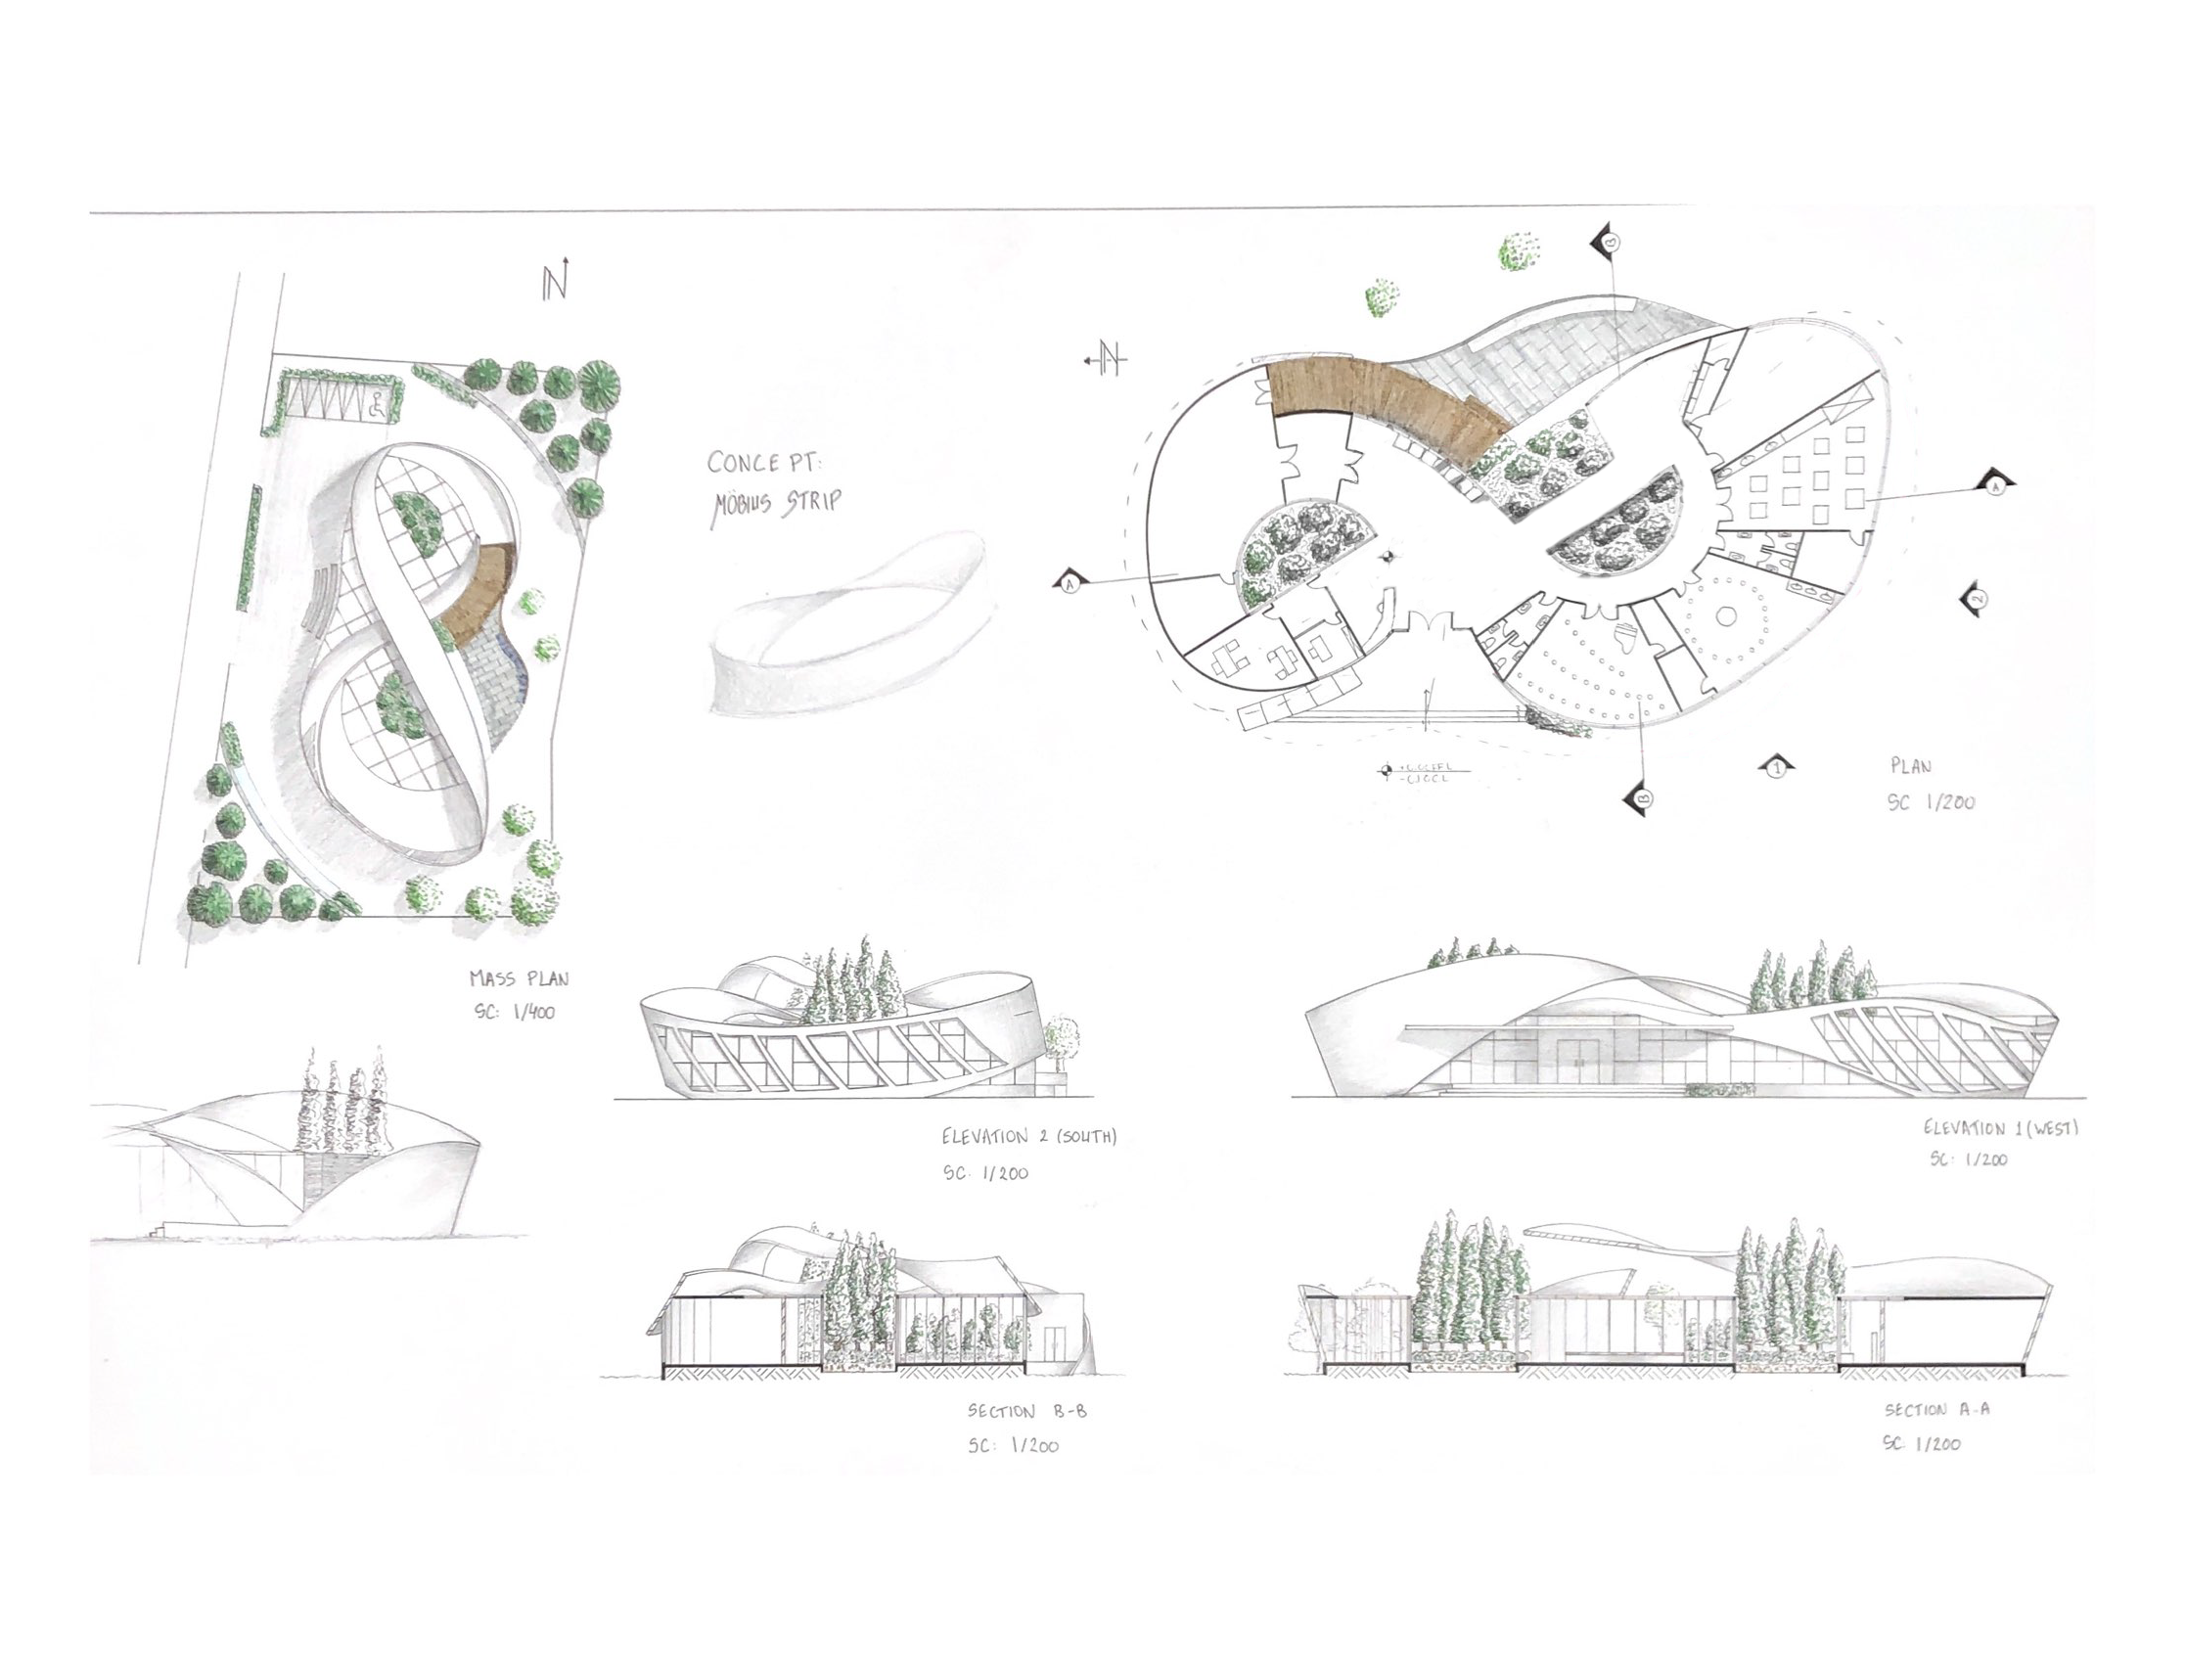 N
CONCEPT:
MÖBIUS STRIP
MASS PLAN
SC: 1/400
N
B
A
A
2
1
B
PLAN
SC 1/200
ELEVATION 2 (SOUTH)
SC: 1/200
ELEVATION 1 (WEST)
SC: 1/200
SECTION B-B
SC: 1/200
SECTION A-A
SC 1/200